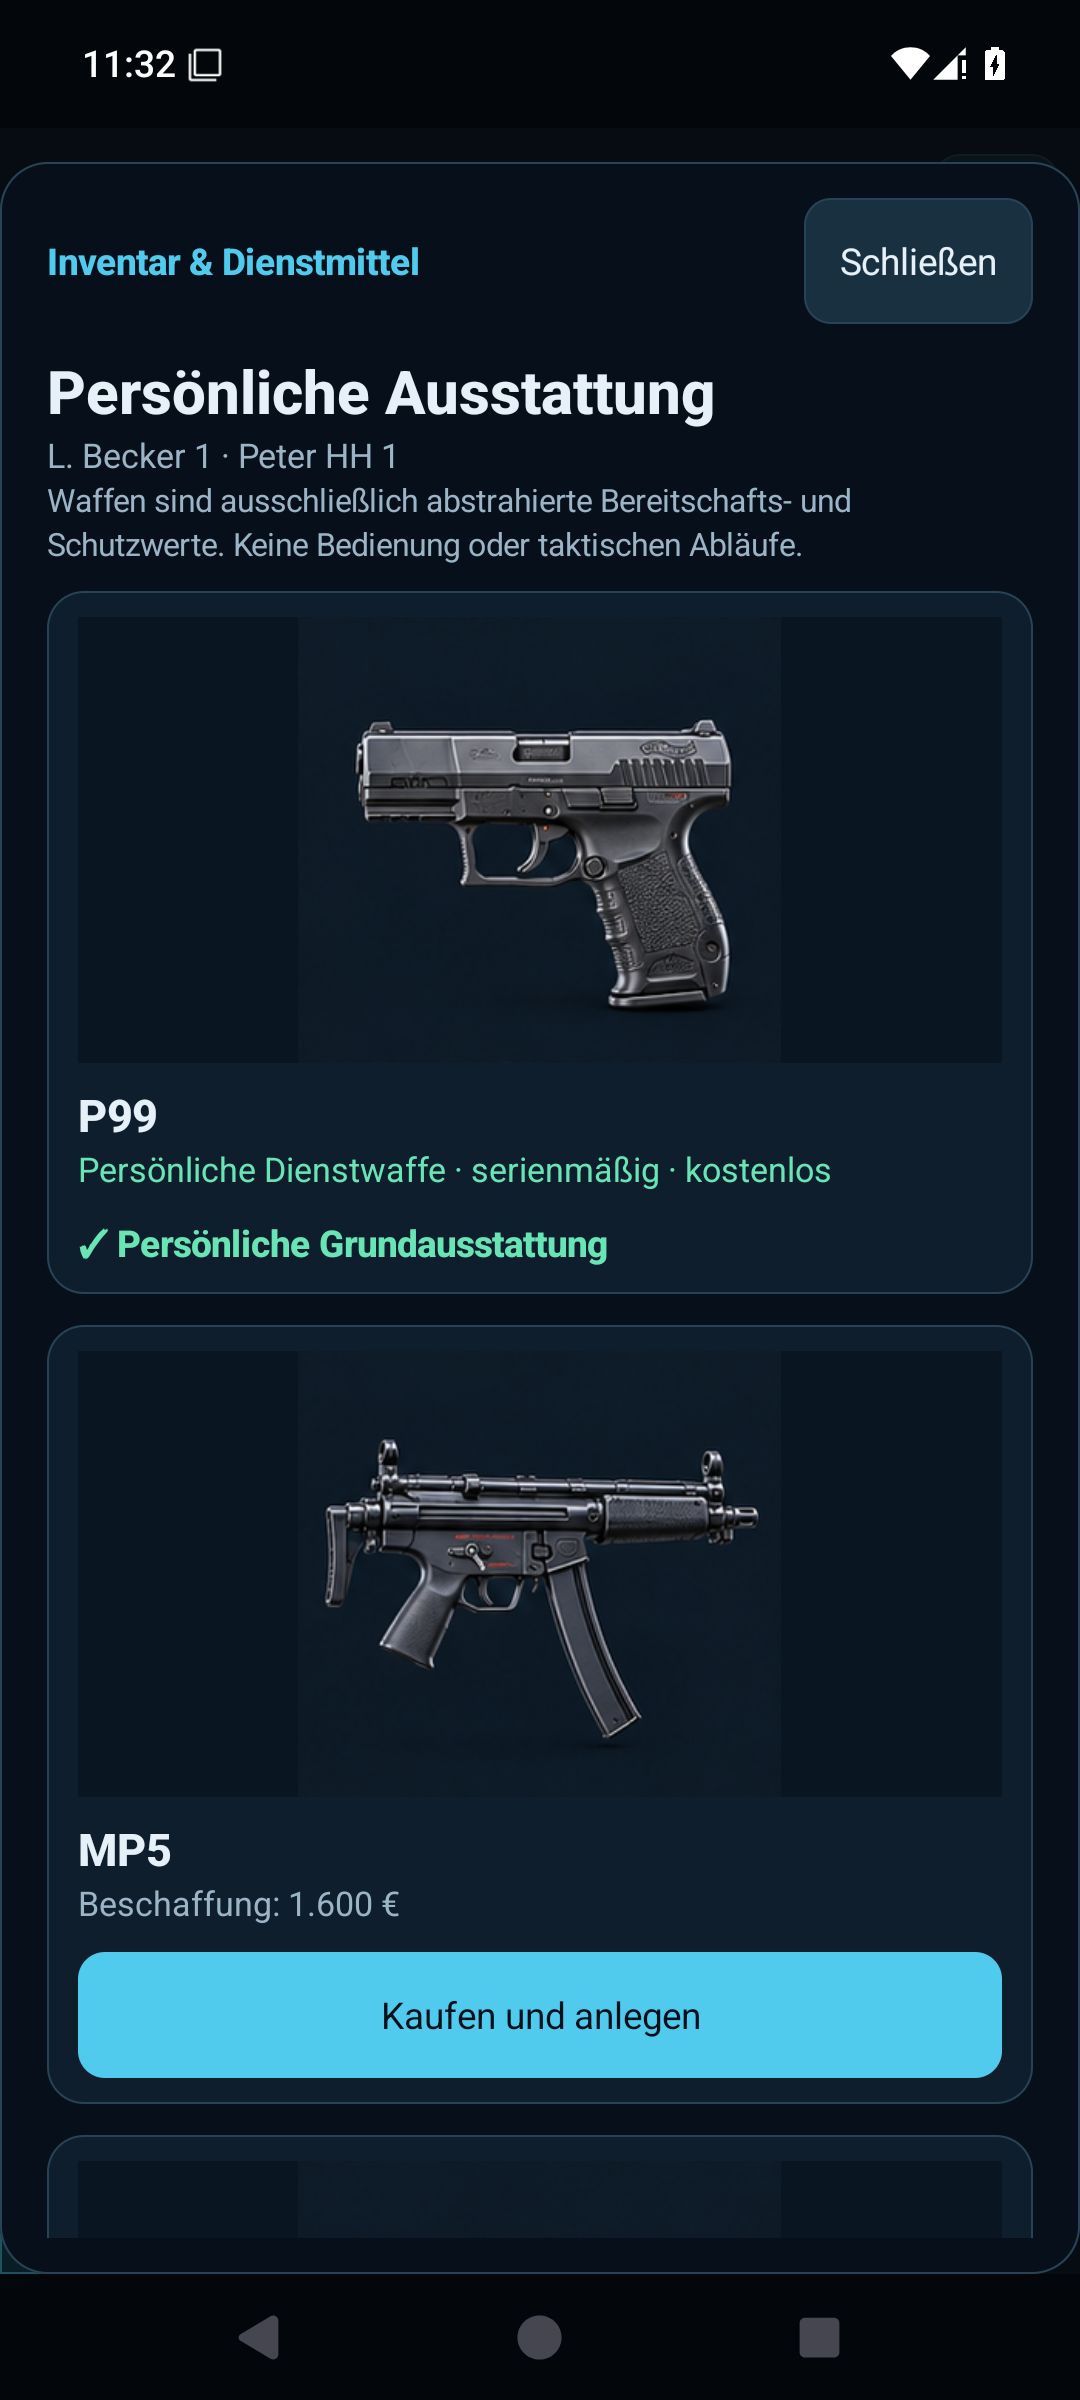 11:32
Inventar & Dienstmittel
Schließen
Persönliche Ausstattung
L. Becker 1 · Peter HH 1
Waffen sind ausschließlich abstrahierte Bereitschafts- und
Schutzwerte. Keine Bedienung oder taktischen Abläufe.
P99
Persönliche Dienstwaffe · serienmäßig · kostenlos
✓ Persönliche Grundausstattung
MP5
Beschaffung: 1.600 €
Kaufen und anlegen